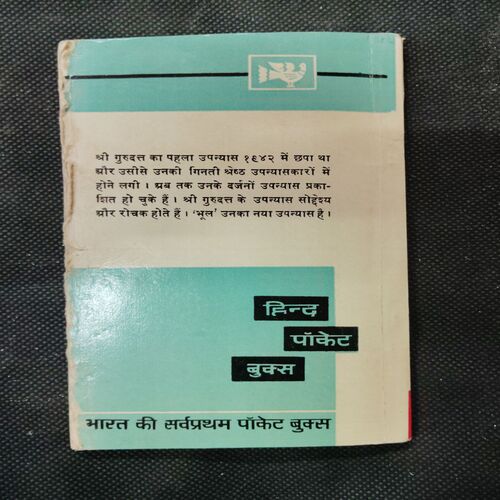 श्री गुरुदत्त का पहला उपन्यास १९४२ में छपा था
और उसीसे उनकी गिनती श्रेष्ठ उपन्यासकारों में
होने लगी । अब तक उनके दर्जनों उपन्यास प्रका-
शित हो चुके हैं । श्री गुरुदत्त के उपन्यास सोद्देश्य
और रोचक होते हैं । 'भूल' उनका नया उपन्यास है ।
हिन्द
पॉकेट
बुक्स
भारत की सर्वप्रथम पॉकेट बुक्स